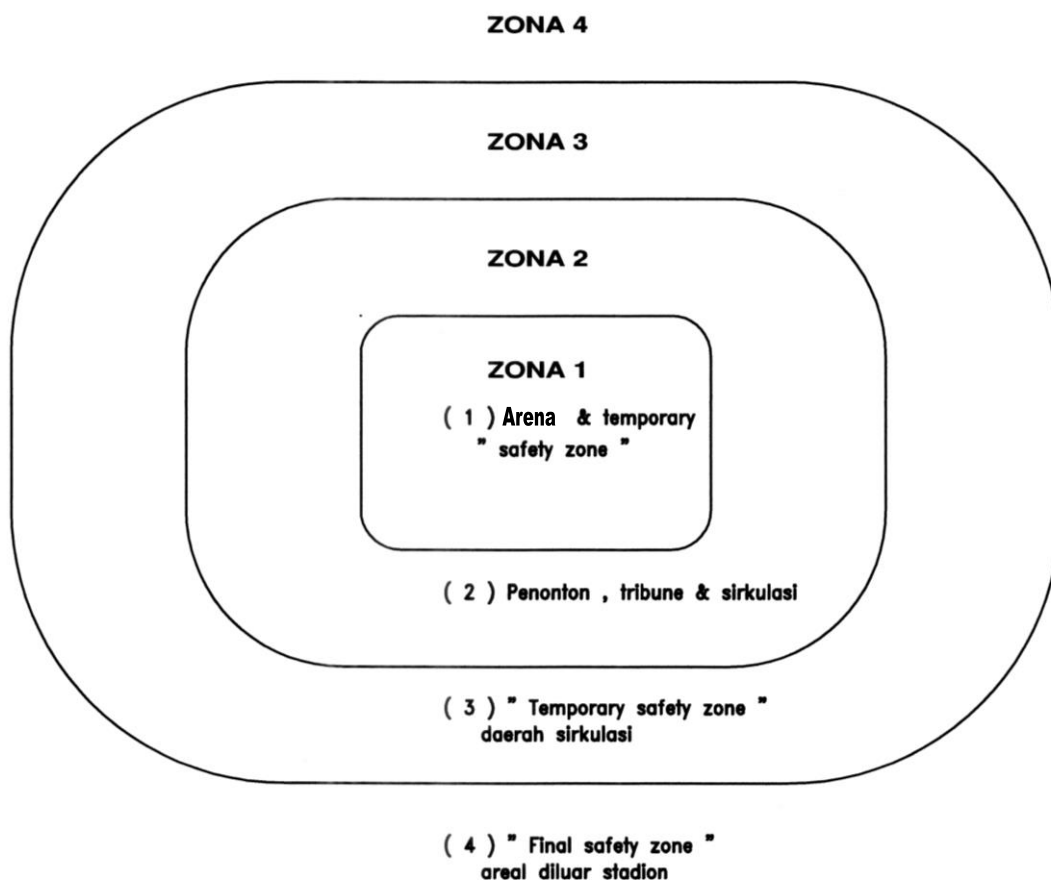 ZONA 4
ZONA 3
ZONA 2
ZONA 1
( 1 ) Arena & temporary
" safety zone "
( 2 ) Penonton , tribune & sirkulasi
( 3 ) " Temporary safety zone "
daerah sirkulasi
( 4 ) " Final safety zone "
areal diluar stadion